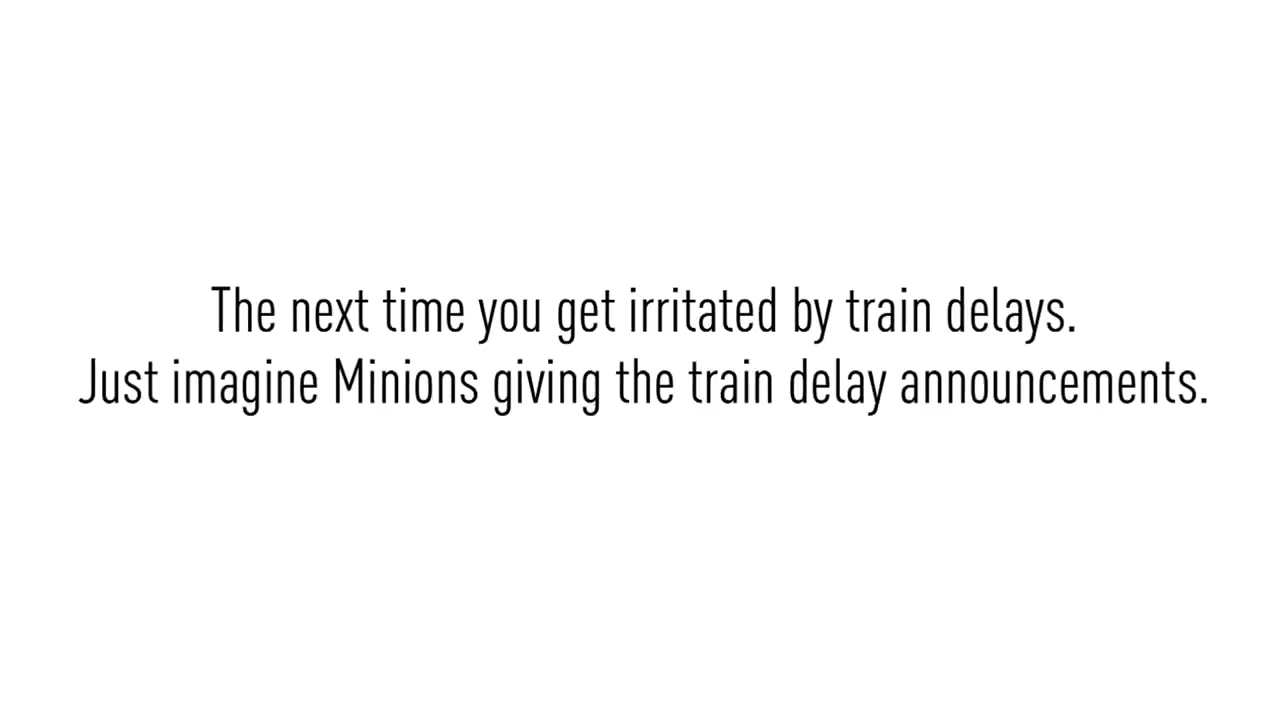 The next time you get irritated by train delays.
Just imagine Minions giving the train delay announcements.